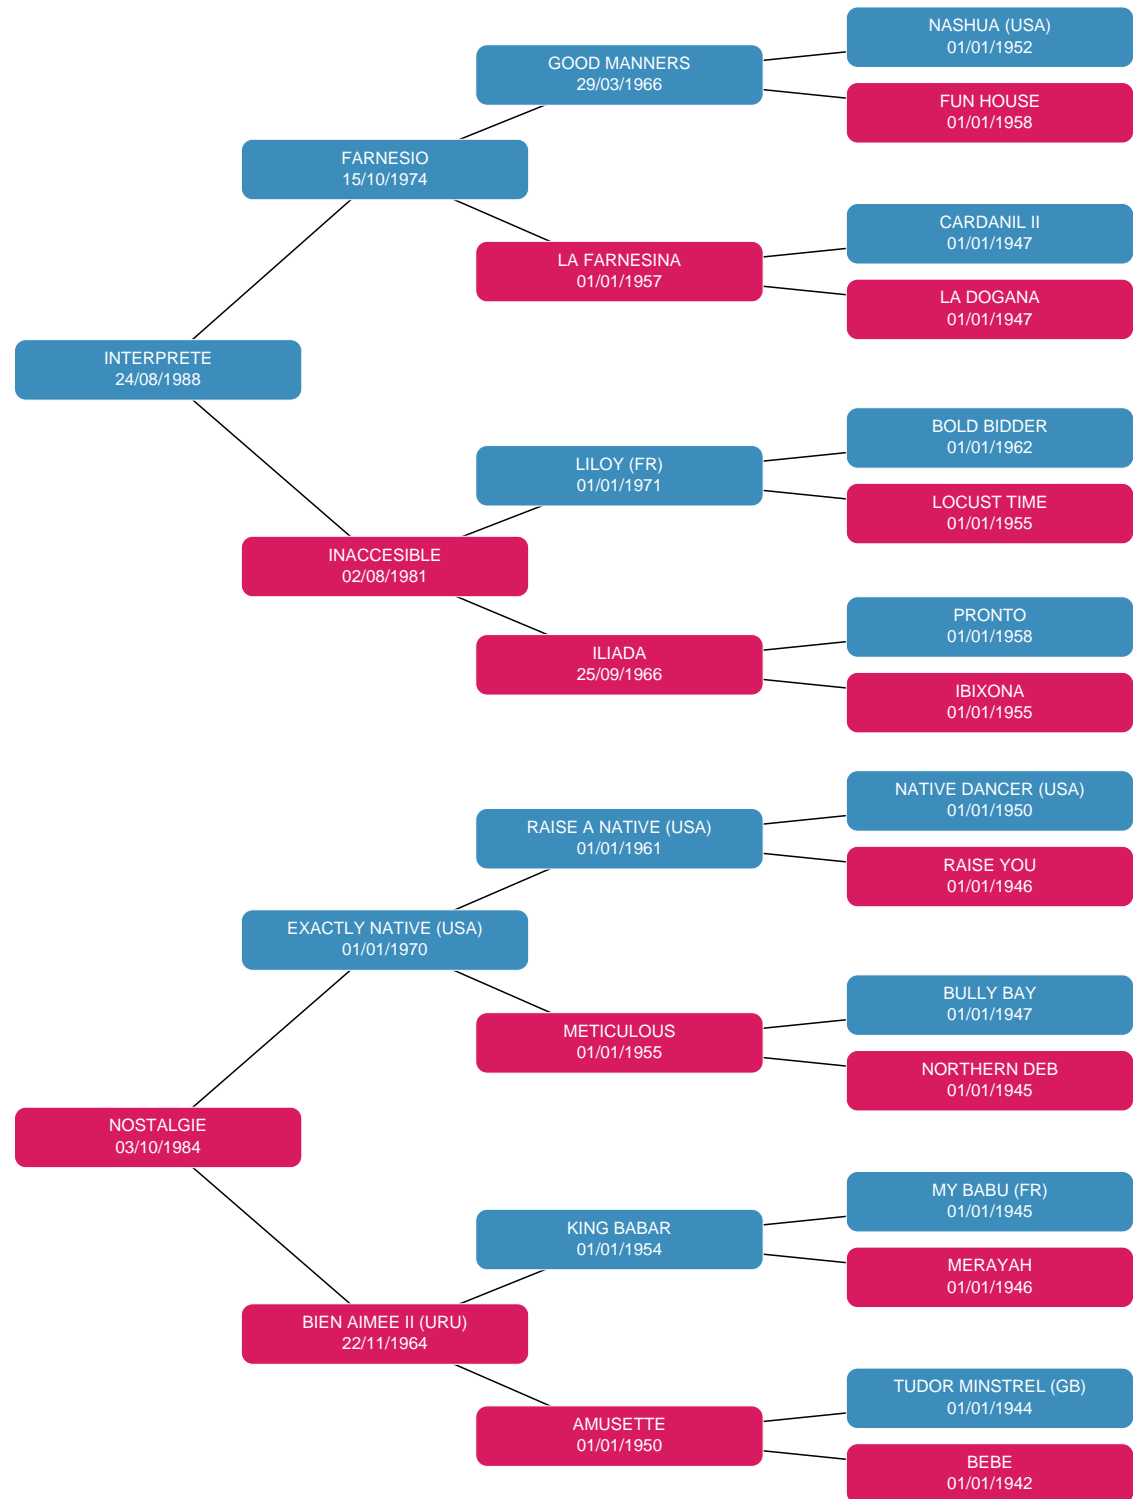 NASHUA (USA)
01/01/1952
GOOD MANNERS
29/03/1966
FUN HOUSE
01/01/1958
FARNESIO
15/10/1974
CARDANIL II
01/01/1947
LA FARNESINA
01/01/1957
LA DOGANA
01/01/1947
INTERPRETE
24/08/1988
BOLD BIDDER
01/01/1962
LILOY (FR)
01/01/1971
LOCUST TIME
01/01/1955
INACCESIBLE
02/08/1981
PRONTO
01/01/1958
ILIADA
25/09/1966
IBIXONA
01/01/1955
NATIVE DANCER (USA)
01/01/1950
RAISE A NATIVE (USA)
01/01/1961
RAISE YOU
01/01/1946
EXACTLY NATIVE (USA)
01/01/1970
BULLY BAY
01/01/1947
METICULOUS
01/01/1955
NORTHERN DEB
01/01/1945
NOSTALGIE
03/10/1984
MY BABU (FR)
01/01/1945
KING BABAR
01/01/1954
MERAYAH
01/01/1946
BIEN AIMEE II (URU)
22/11/1964
TUDOR MINSTREL (GB)
01/01/1944
AMUSETTE
01/01/1950
BEBE
01/01/1942